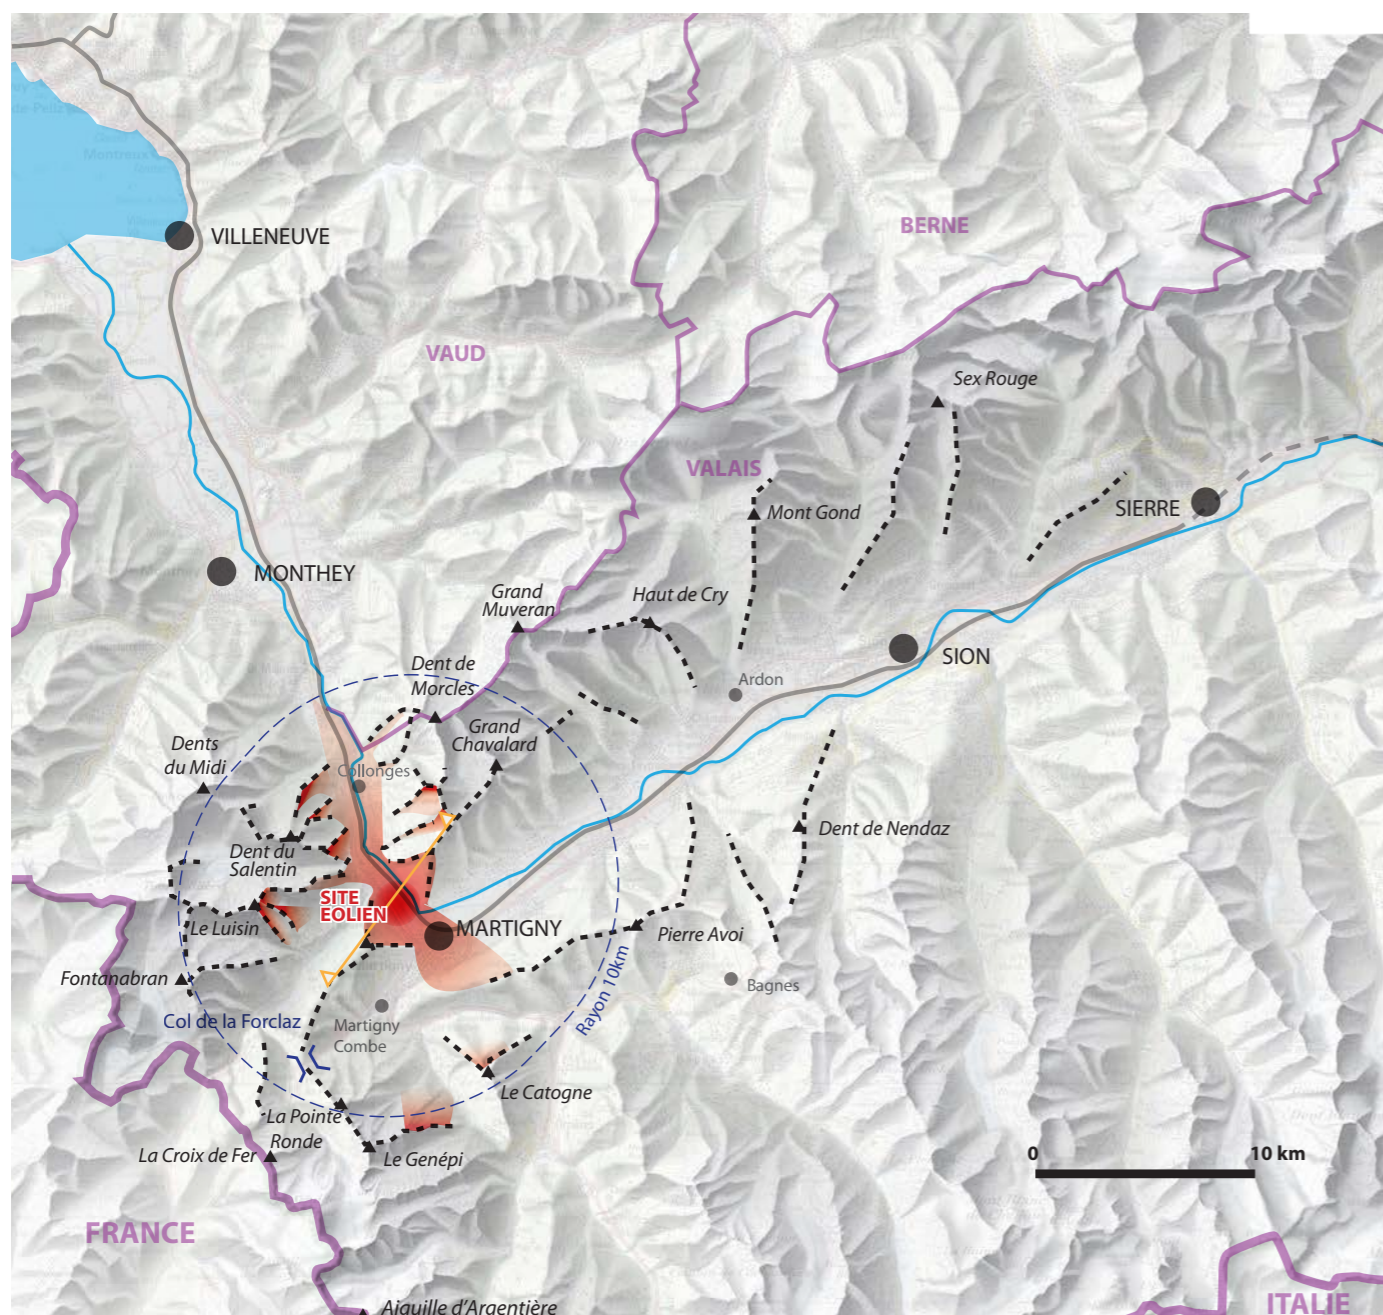 Montreux
VILLENEUVE
BERNE
VAUD
Sex Rouge
VALAIS
Mont Gond
SIERRE
MONTHEY
Grand
Muveran
Haut de Cry
SION
Dent de
Morcles
Ardon
Grand
Chavalard
Dents
du Midi
Collonges
Dent de Nendaz
Dent du
Salentin
SITE
EOLIEN
Le Luisin
MARTIGNY
Pierre Avoi
Fontanabran
Bagnes
Rayon 10km
Col de la Forclaz
Martigny
Combe
Le Catogne
La Pointe
Ronde
La Croix de Fer
Le Genépi
0
10 km
FRANCE
Aiguille d'Argentière
ITALIE